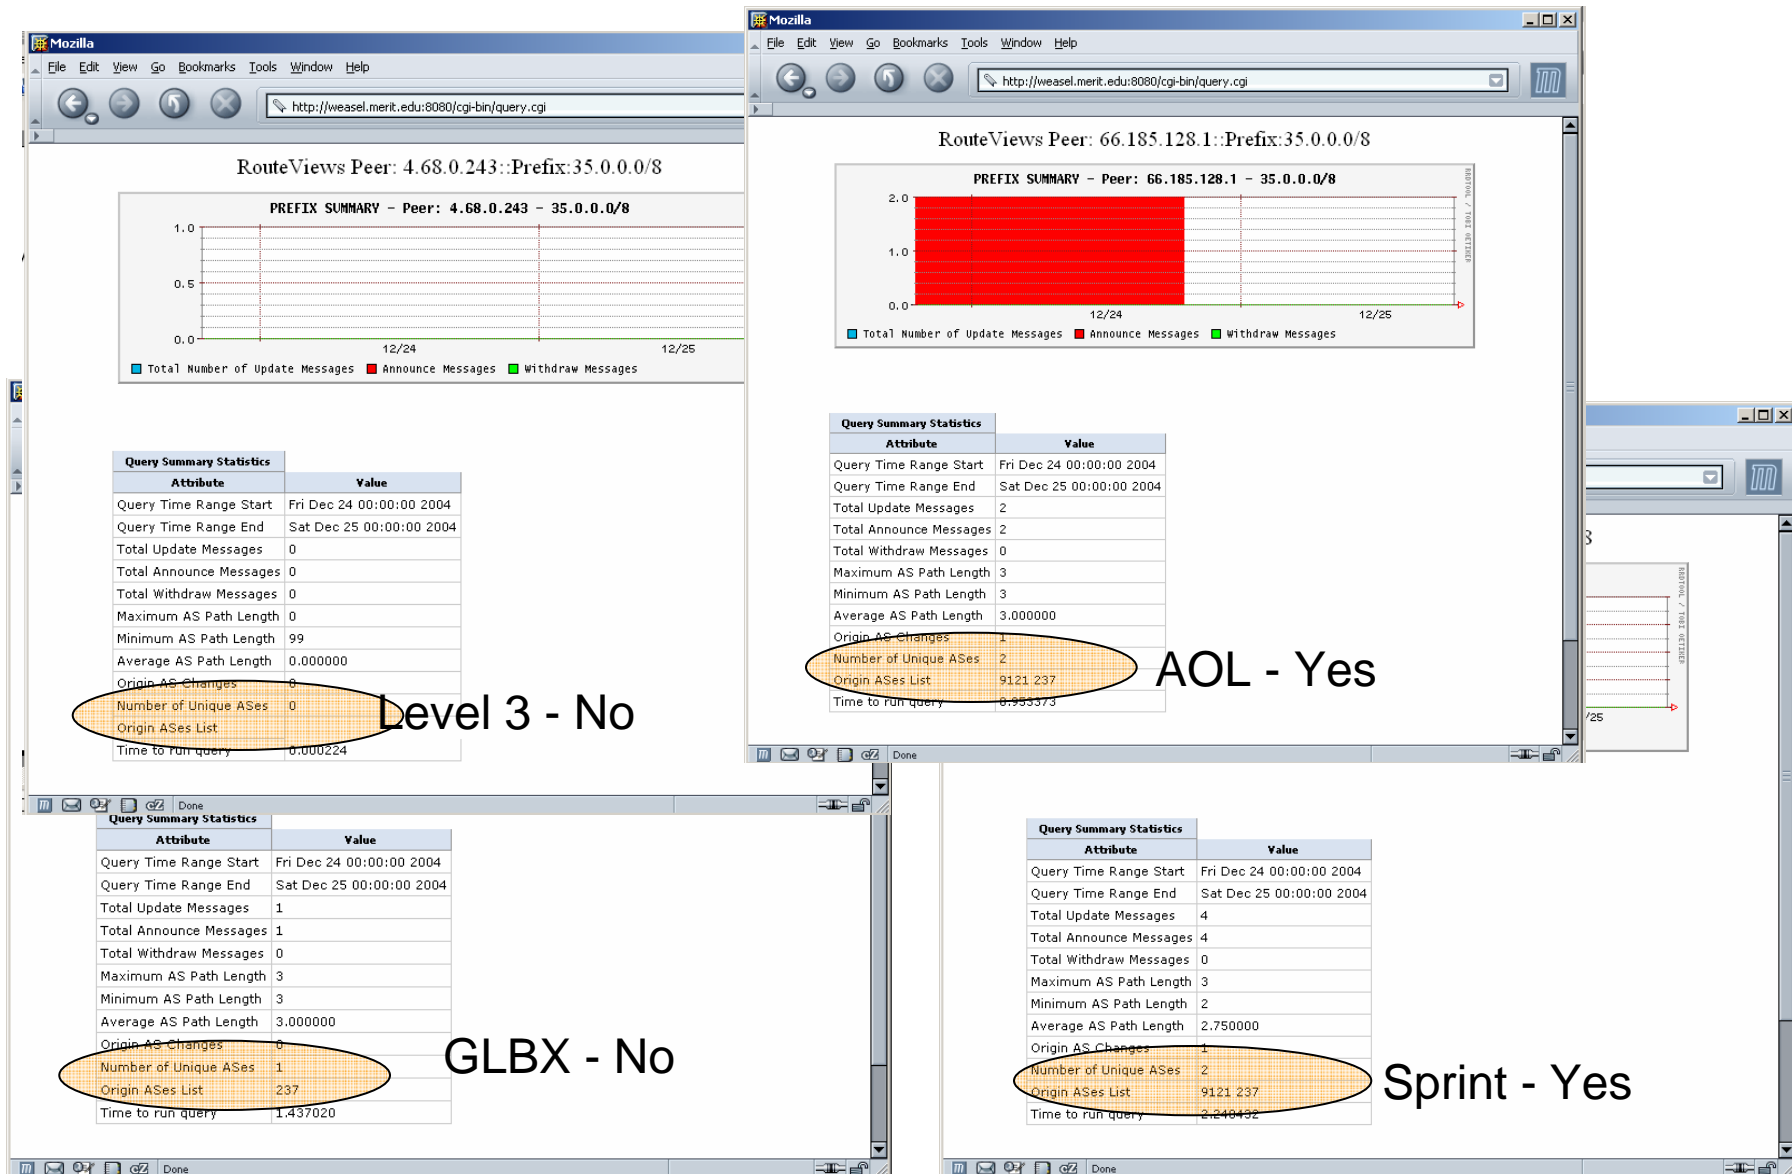 Mozilla
File Edit View Go Bookmarks Tools Window Help
http://weasel.merit.edu:8080/cgi-bin/query.cgi
RouteViews Peer: 4.68.0.243::Prefix:35.0.0.0/8
PREFIX SUMMARY - Peer: 4.68.0.243 - 35.0.0.0/8
1.0
0.5
0.0
12/24 12/25
Total Number of Update Messages Announce Messages Withdraw Messages
Query Summary Statistics
Attribute Value
Query Time Range Start Fri Dec 24 00:00:00 2004
Query Time Range End Sat Dec 25 00:00:00 2004
Total Update Messages 0
Total Announce Messages 0
Total Withdraw Messages 0
Maximum AS Path Length 0
Minimum AS Path Length 99
Average AS Path Length 0.000000
Origin AS Changes 0
Number of Unique ASes 0
Origin ASes List
Time to run query 0.000224
Level 3 - No
Done
Mozilla
File Edit View Go Bookmarks Tools Window Help
http://weasel.merit.edu:8080/cgi-bin/query.cgi
RouteViews Peer: 66.185.128.1::Prefix:35.0.0.0/8
PREFIX SUMMARY - Peer: 66.185.128.1 - 35.0.0.0/8
RRDTOOL / TOBI OETIKER
2.0
1.0
0.0
12/24 12/25
Total Number of Update Messages Announce Messages Withdraw Messages
Query Summary Statistics
Attribute Value
Query Time Range Start Fri Dec 24 00:00:00 2004
Query Time Range End Sat Dec 25 00:00:00 2004
Total Update Messages 2
Total Announce Messages 2
Total Withdraw Messages 0
Maximum AS Path Length 3
Minimum AS Path Length 3
Average AS Path Length 3.000000
Origin AS Changes 1
Number of Unique ASes 2
Origin ASes List 9121 237
Time to run query 0.953373
AOL - Yes
Done
Query Summary Statistics
Attribute Value
Query Time Range Start Fri Dec 24 00:00:00 2004
Query Time Range End Sat Dec 25 00:00:00 2004
Total Update Messages 1
Total Announce Messages 1
Total Withdraw Messages 0
Maximum AS Path Length 3
Minimum AS Path Length 3
Average AS Path Length 3.000000
Origin AS Changes 0
Number of Unique ASes 1
Origin ASes List 237
Time to run query 1.437020
GLBX - No
Done
8
RRDTOOL / TOBI OETIKER
/25
Query Summary Statistics
Attribute Value
Query Time Range Start Fri Dec 24 00:00:00 2004
Query Time Range End Sat Dec 25 00:00:00 2004
Total Update Messages 4
Total Announce Messages 4
Total Withdraw Messages 0
Maximum AS Path Length 3
Minimum AS Path Length 2
Average AS Path Length 2.750000
Origin AS Changes 1
Number of Unique ASes 2
Origin ASes List 9121 237
Time to run query
Sprint - Yes
Done